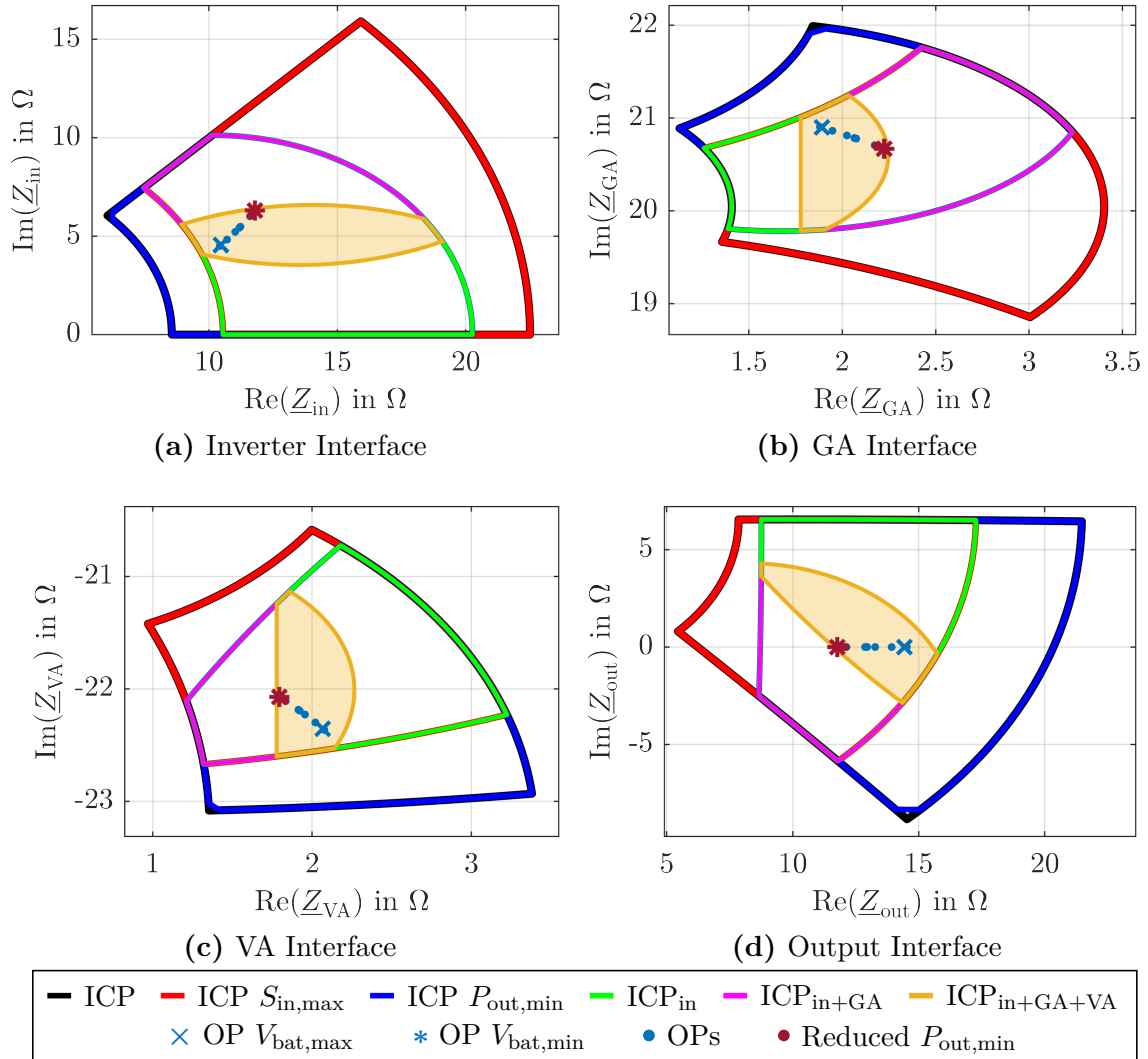 15
10
5
0
10
15
20
Im(Z_in) in Ω
Re(Z_in) in Ω
(a) Inverter Interface
22
21
20
19
1.5
2
2.5
3
3.5
Im(Z_GA) in Ω
Re(Z_GA) in Ω
(b) GA Interface
-21
-22
-23
1
2
3
Im(Z_VA) in Ω
Re(Z_VA) in Ω
(c) VA Interface
5
0
-5
5
10
15
20
Im(Z_out) in Ω
Re(Z_out) in Ω
(d) Output Interface
ICP ICP S_in,max ICP P_out,min ICP_in ICP_in+GA ICP_in+GA+VA
OP V_bat,max OP V_bat,min OPs Reduced P_out,min